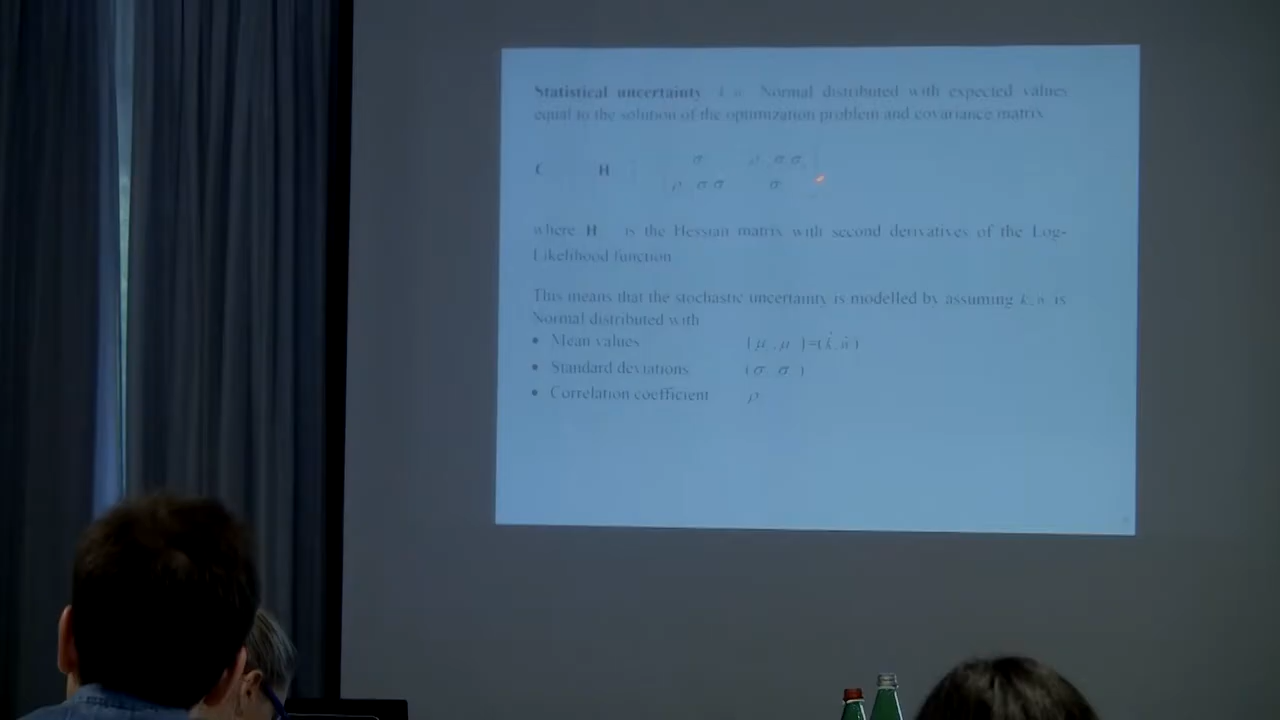 Statistical uncertainty Normal distributed with expected values
equal to the solution of the optimization problem and covariance matrix
C H σ ρ σ σ
ρ σ σ σ
where H is the Hessian matrix with second derivatives of the Log-
Likelihood function
This means that the stochastic uncertainty is modelled by assuming is
Normal distributed with
• Mean values ( μ , μ )=(
• Standard deviations ( σ σ )
• Correlation coefficient ρ